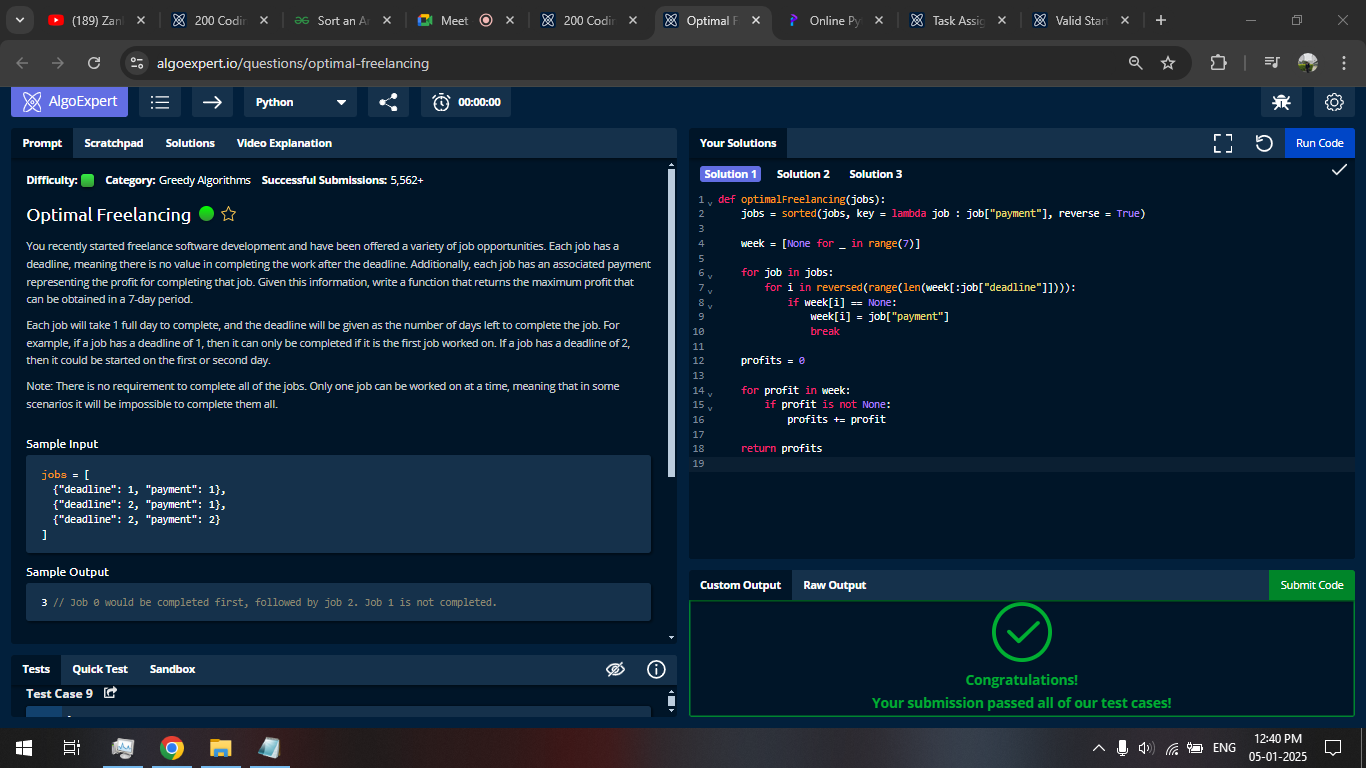 (189) Zanl
200 Codin
Sort an Ar
Meet
200 Codin
Optimal F
Online Py
Task Assig
Valid Start
algoexpert.io/questions/optimal-freelancing
AlgoExpert
Python
00:00:00
Prompt Scratchpad Solutions Video Explanation
Difficulty: Category: Greedy Algorithms Successful Submissions: 5,562+
Optimal Freelancing
You recently started freelance software development and have been offered a variety of job opportunities. Each job has a
deadline, meaning there is no value in completing the work after the deadline. Additionally, each job has an associated payment
representing the profit for completing that job. Given this information, write a function that returns the maximum profit that
can be obtained in a 7-day period.
Each job will take 1 full day to complete, and the deadline will be given as the number of days left to complete the job. For
example, if a job has a deadline of 1, then it can only be completed if it is the first job worked on. If a job has a deadline of 2,
then it could be started on the first or second day.
Note: There is no requirement to complete all of the jobs. Only one job can be worked on at a time, meaning that in some
scenarios it will be impossible to complete them all.
Sample Input
jobs = [
{"deadline": 1, "payment": 1},
{"deadline": 2, "payment": 1},
{"deadline": 2, "payment": 2}
]
Sample Output
3 // Job 0 would be completed first, followed by job 2. Job 1 is not completed.
Tests Quick Test Sandbox
Test Case 9
Your Solutions
Run Code
Solution 1 Solution 2 Solution 3
1 def optimalFreelancing(jobs):
2 jobs = sorted(jobs, key = lambda job : job["payment"], reverse = True)
3
4 week = [None for _ in range(7)]
5
6 for job in jobs:
7 for i in reversed(range(len(week[:job["deadline"]]))):
8 if week[i] == None:
9 week[i] = job["payment"]
10 break
11
12 profits = 0
13
14 for profit in week:
15 if profit is not None:
16 profits += profit
17
18 return profits
19
Custom Output Raw Output
Submit Code
Congratulations!
Your submission passed all of our test cases!
ENG
12:40 PM
05-01-2025